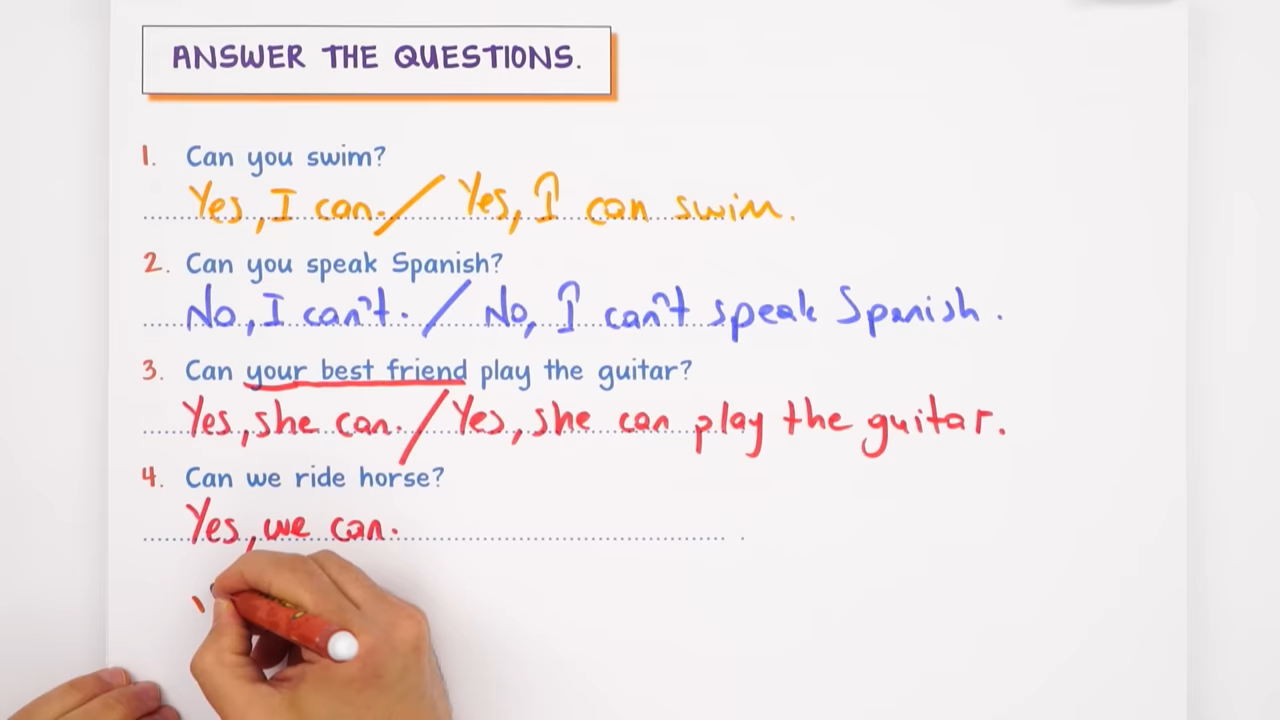 ANSWER THE QUESTIONS.
1. Can you swim?
Yes, I can. / Yes, I can swim.
2. Can you speak Spanish?
No, I can't. / No, I can't speak Spanish.
3. Can your best friend play the guitar?
Yes, she can. / Yes, she can play the guitar.
4. Can we ride horse?
Yes, we can.